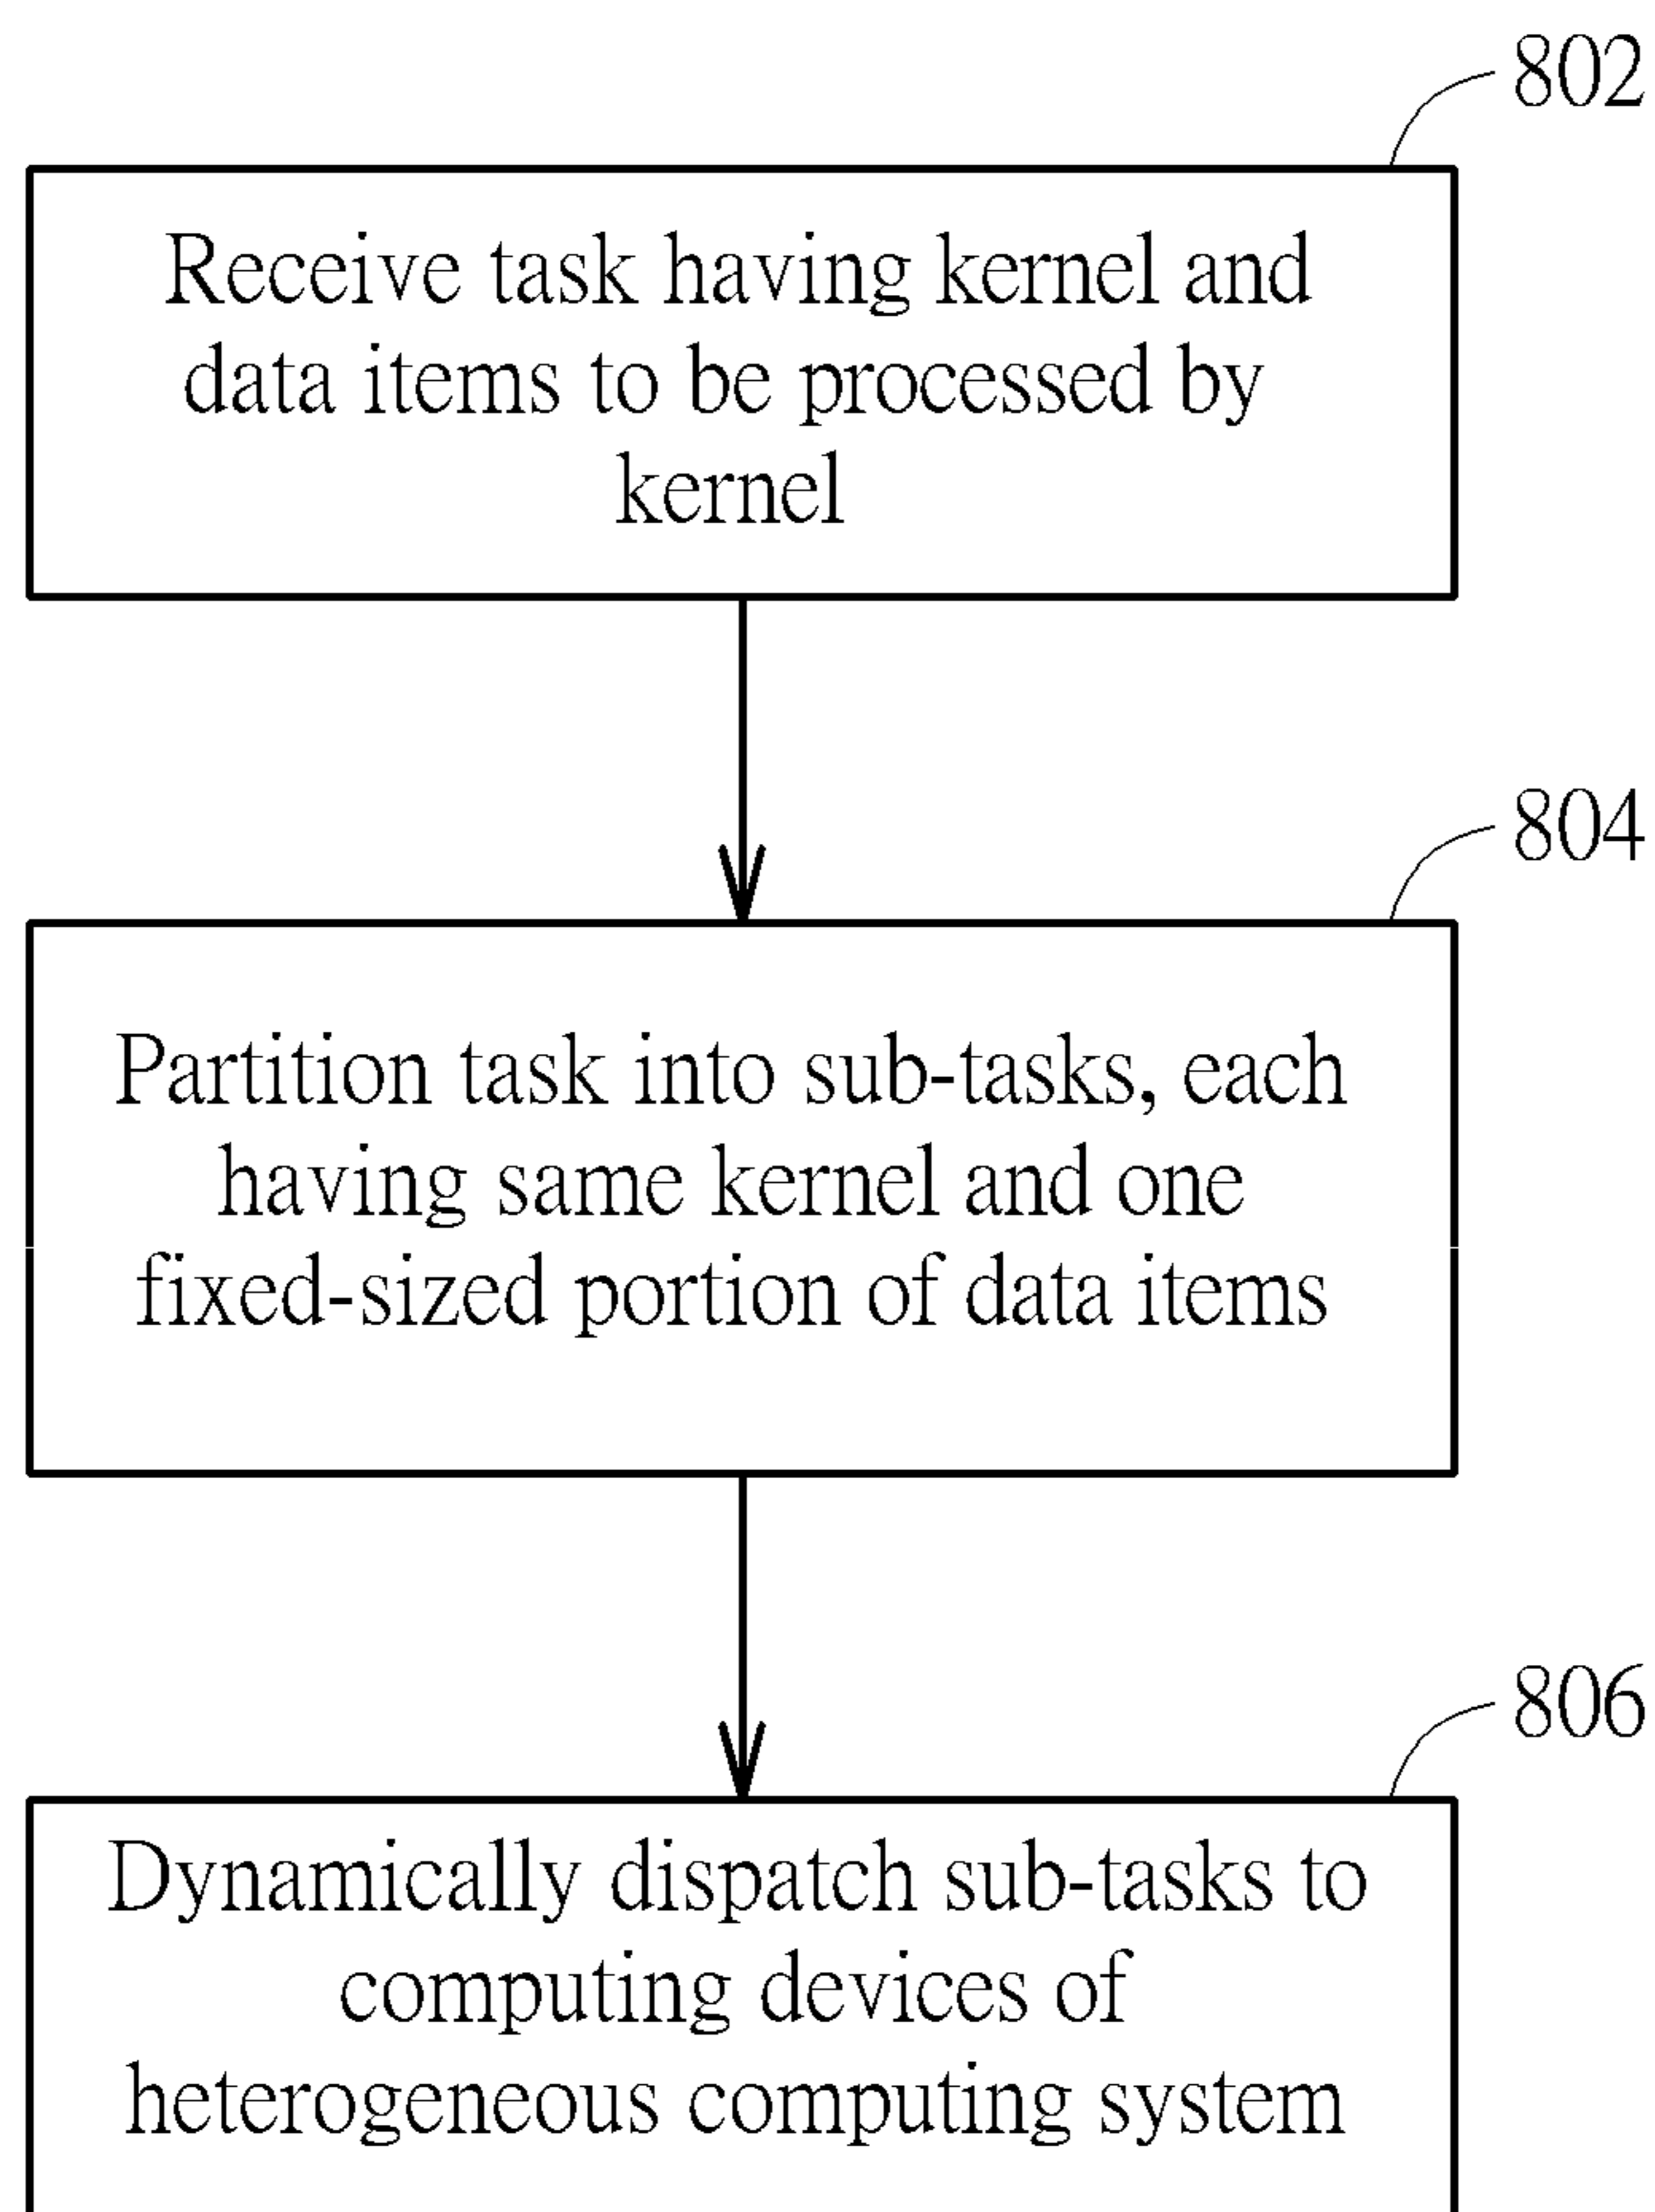 802
Receive task having kernel and
data items to be processed by
kernel
804
Partition task into sub-tasks, each
having same kernel and one
fixed-sized portion of data items
806
Dynamically dispatch sub-tasks to
computing devices of
heterogeneous computing system